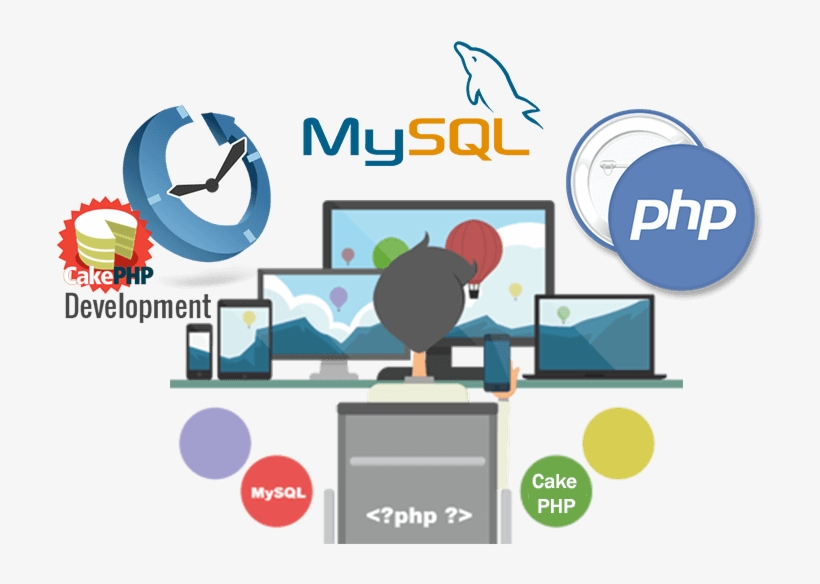 MySQL
php
CakePHP
Development
MySQL
Cake
PHP
<?php ?>